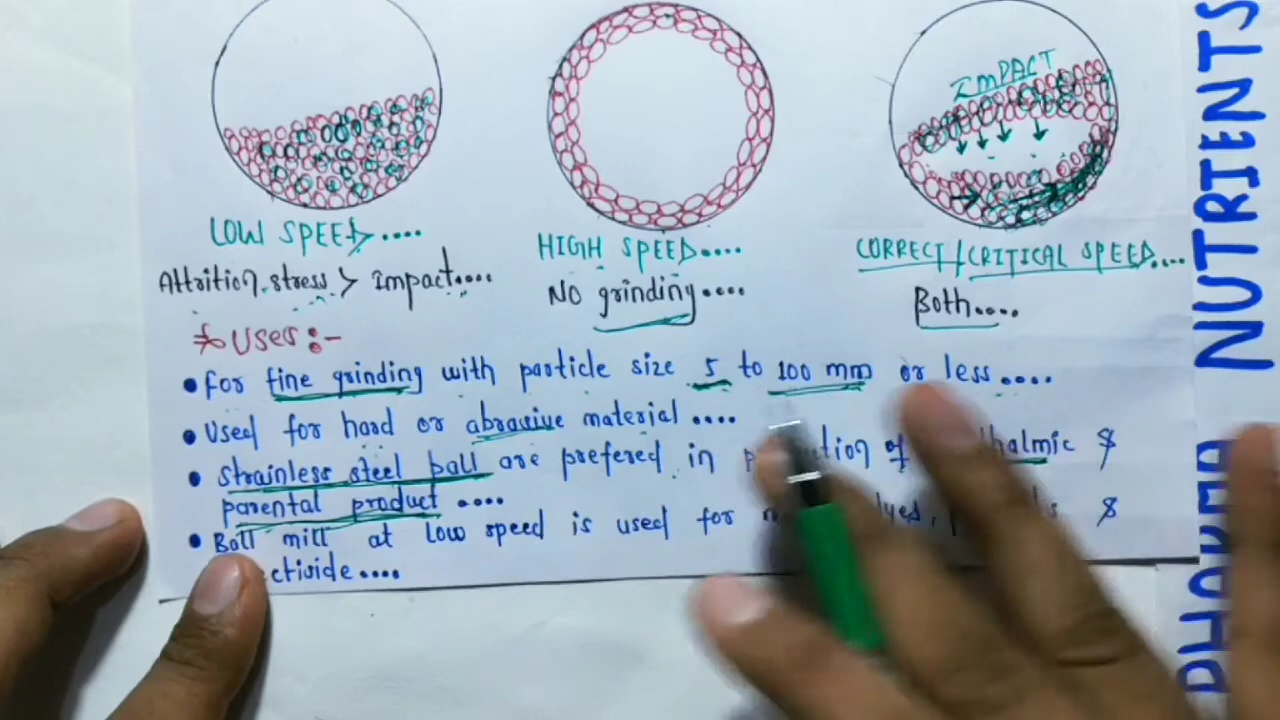 IMPACT
LOW SPEED....
HIGH SPEED....
CORRECT/CRITICAL SPEED....
Attrition stress > Impact....
No grinding....
Both....
* Uses:-
• For fine grinding with particle size 5 to 100 mm or less....
• Used for hard or abrasive material....
• Strainless steel ball are prefered in of $
parental product....
• Ball mill at low speed is used for $
....
PHARMA NUTRIENTS